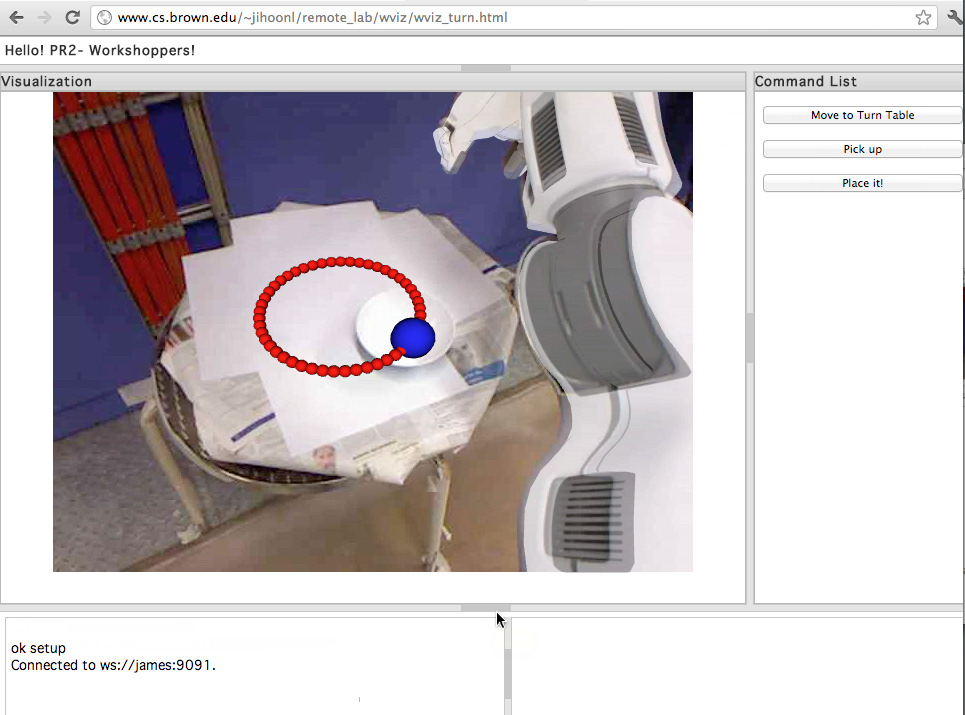 www.cs.brown.edu/~jihoonl/remote_lab/wviz/wviz_turn.html
Hello! PR2- Workshoppers!
Visualization
Command List
Move to Turn Table
Pick up
Place it!
ok setup
Connected to ws://james:9091.